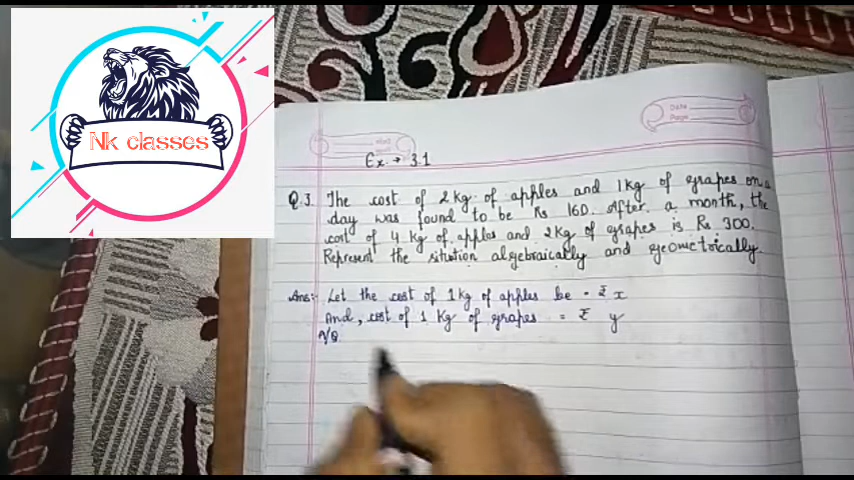 Nk classes
Date
Page
Ex. → 3.1
Q.3. The cost of 2 kg of apples and 1 kg of grapes on a
day was found to be Rs 160. After a month, the
cost of 4 kg of apples and 2 kg of grapes is Rs 300.
Represent the sitution algebraically and geometrically.
Ans:- Let the cost of 1 kg of apples be = ₹ x
And, cost of 1 Kg of grapes = ₹ y